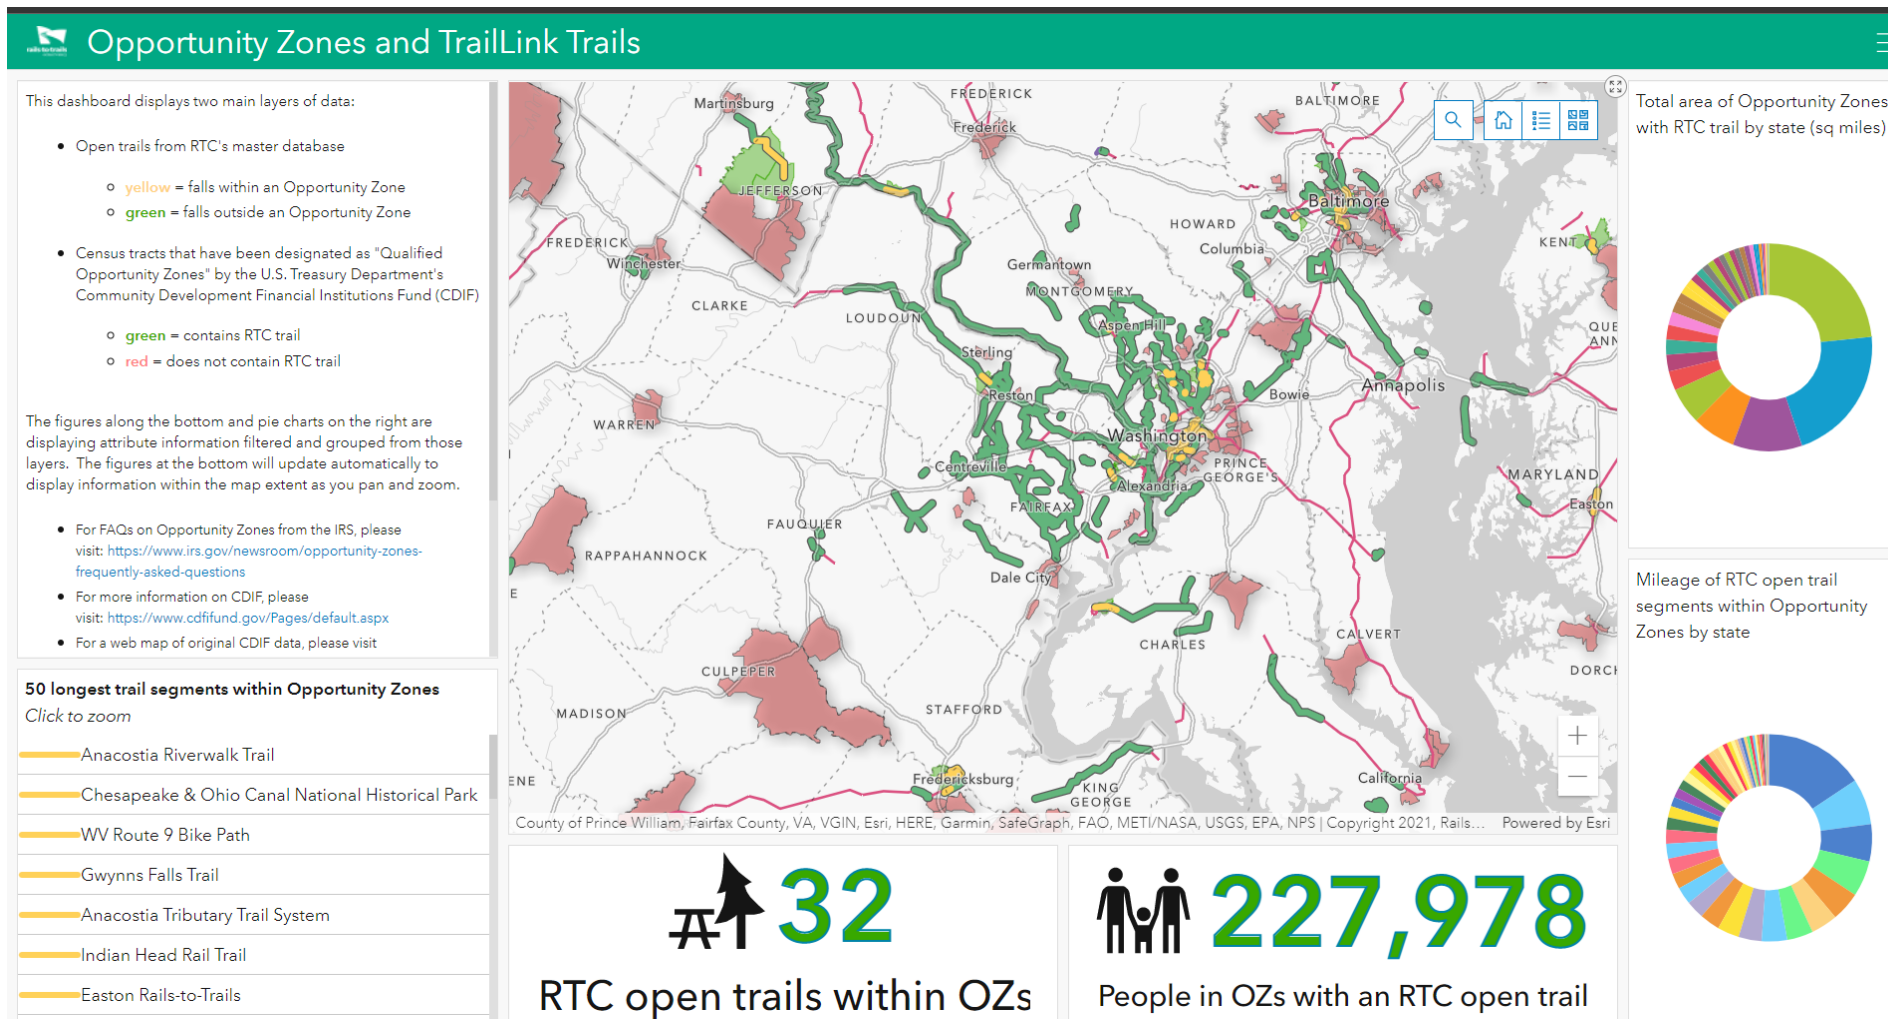 rails-to-trails
Opportunity Zones and TrailLink Trails
This dashboard displays two main layers of data:
Open trails from RTC's master database
yellow = falls within an Opportunity Zone
green = falls outside an Opportunity Zone
Census tracts that have been designated as "Qualified
Opportunity Zones" by the U.S. Treasury Department's
Community Development Financial Institutions Fund (CDIF)
green = contains RTC trail
red = does not contain RTC trail
The figures along the bottom and pie charts on the right are
displaying attribute information filtered and grouped from those
layers. The figures at the bottom will update automatically to
display information within the map extent as you pan and zoom.
For FAQs on Opportunity Zones from the IRS, please
visit: https://www.irs.gov/newsroom/opportunity-zones-
frequently-asked-questions
For more information on CDIF, please
visit: https://www.cdfifund.gov/Pages/default.aspx
For a web map of original CDIF data, please visit
50 longest trail segments within Opportunity Zones
Click to zoom
Anacostia Riverwalk Trail
Chesapeake & Ohio Canal National Historical Park
WV Route 9 Bike Path
Gwynns Falls Trail
Anacostia Tributary Trail System
Indian Head Rail Trail
Easton Rails-to-Trails
Martinsburg
FREDERICK
BALTIMORE
Frederick
JEFFERSON
Baltimore
HOWARD
KENT
FREDERICK
Columbia
Winchester
Germantown
MONTGOMERY
CLARKE
LOUDOUN
Aspen Hill
QUE
ANN
Sterling
Annapolis
Reston
Bowie
WARREN
Washington
Centreville
PRINCE
GEORGE'S
MARYLAND
Alexandria
Easton
FAIRFAX
FAUQUIER
RAPPAHANNOCK
Dale City
E
CALVERT
CHARLES
CULPEPER
DORC
STAFFORD
MADISON
ENE
Fredericksburg
California
KING
GEORGE
County of Prince William, Fairfax County, VA, VGIN, Esri, HERE, Garmin, SafeGraph, FAO, METI/NASA, USGS, EPA, NPS | Copyright 2021, Rails... Powered by Esri
32
RTC open trails within OZs
227,978
People in OZs with an RTC open trail
Total area of Opportunity Zones
with RTC trail by state (sq miles)
Mileage of RTC open trail
segments within Opportunity
Zones by state